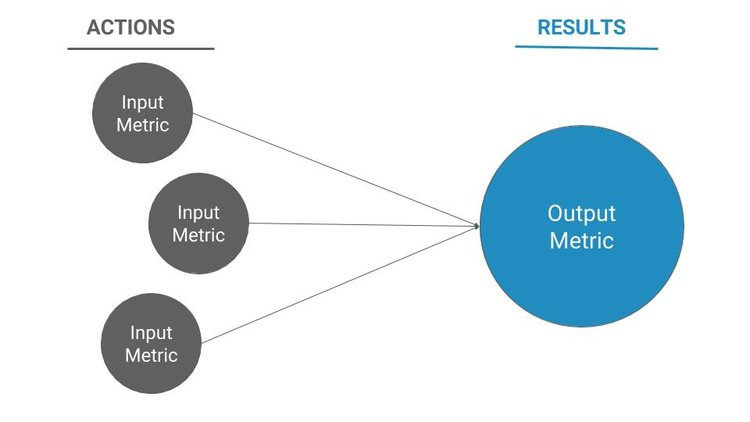 ACTIONS
RESULTS
Input
Metric
Input
Metric
Output
Metric
Input
Metric